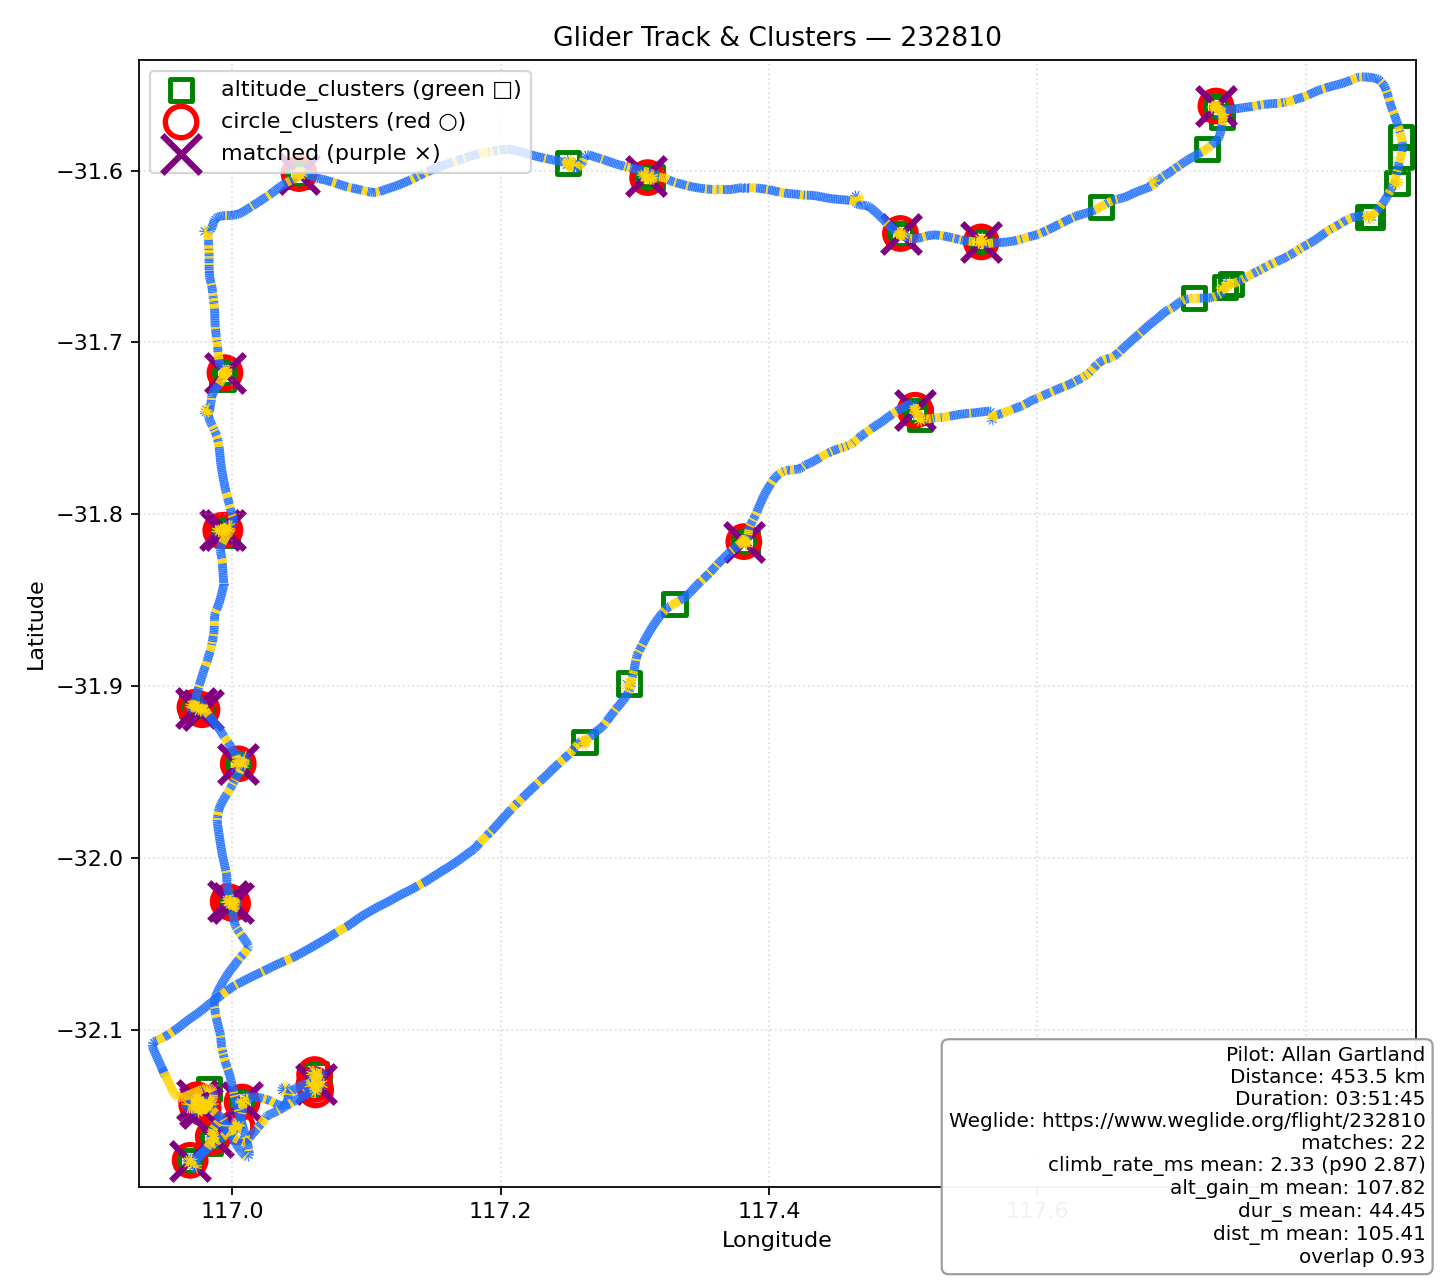 Glider Track & Clusters — 232810
altitude_clusters (green □)
circle_clusters (red ○)
matched (purple ×)
Latitude
−31.6
−31.7
−31.8
−31.9
−32.0
−32.1
117.0
117.2
117.4
117.6
Longitude
Pilot: Allan Gartland
Distance: 453.5 km
Duration: 03:51:45
Weglide: https://www.weglide.org/flight/232810
matches: 22
climb_rate_ms mean: 2.33 (p90 2.87)
alt_gain_m mean: 107.82
dur_s mean: 44.45
dist_m mean: 105.41
overlap 0.93